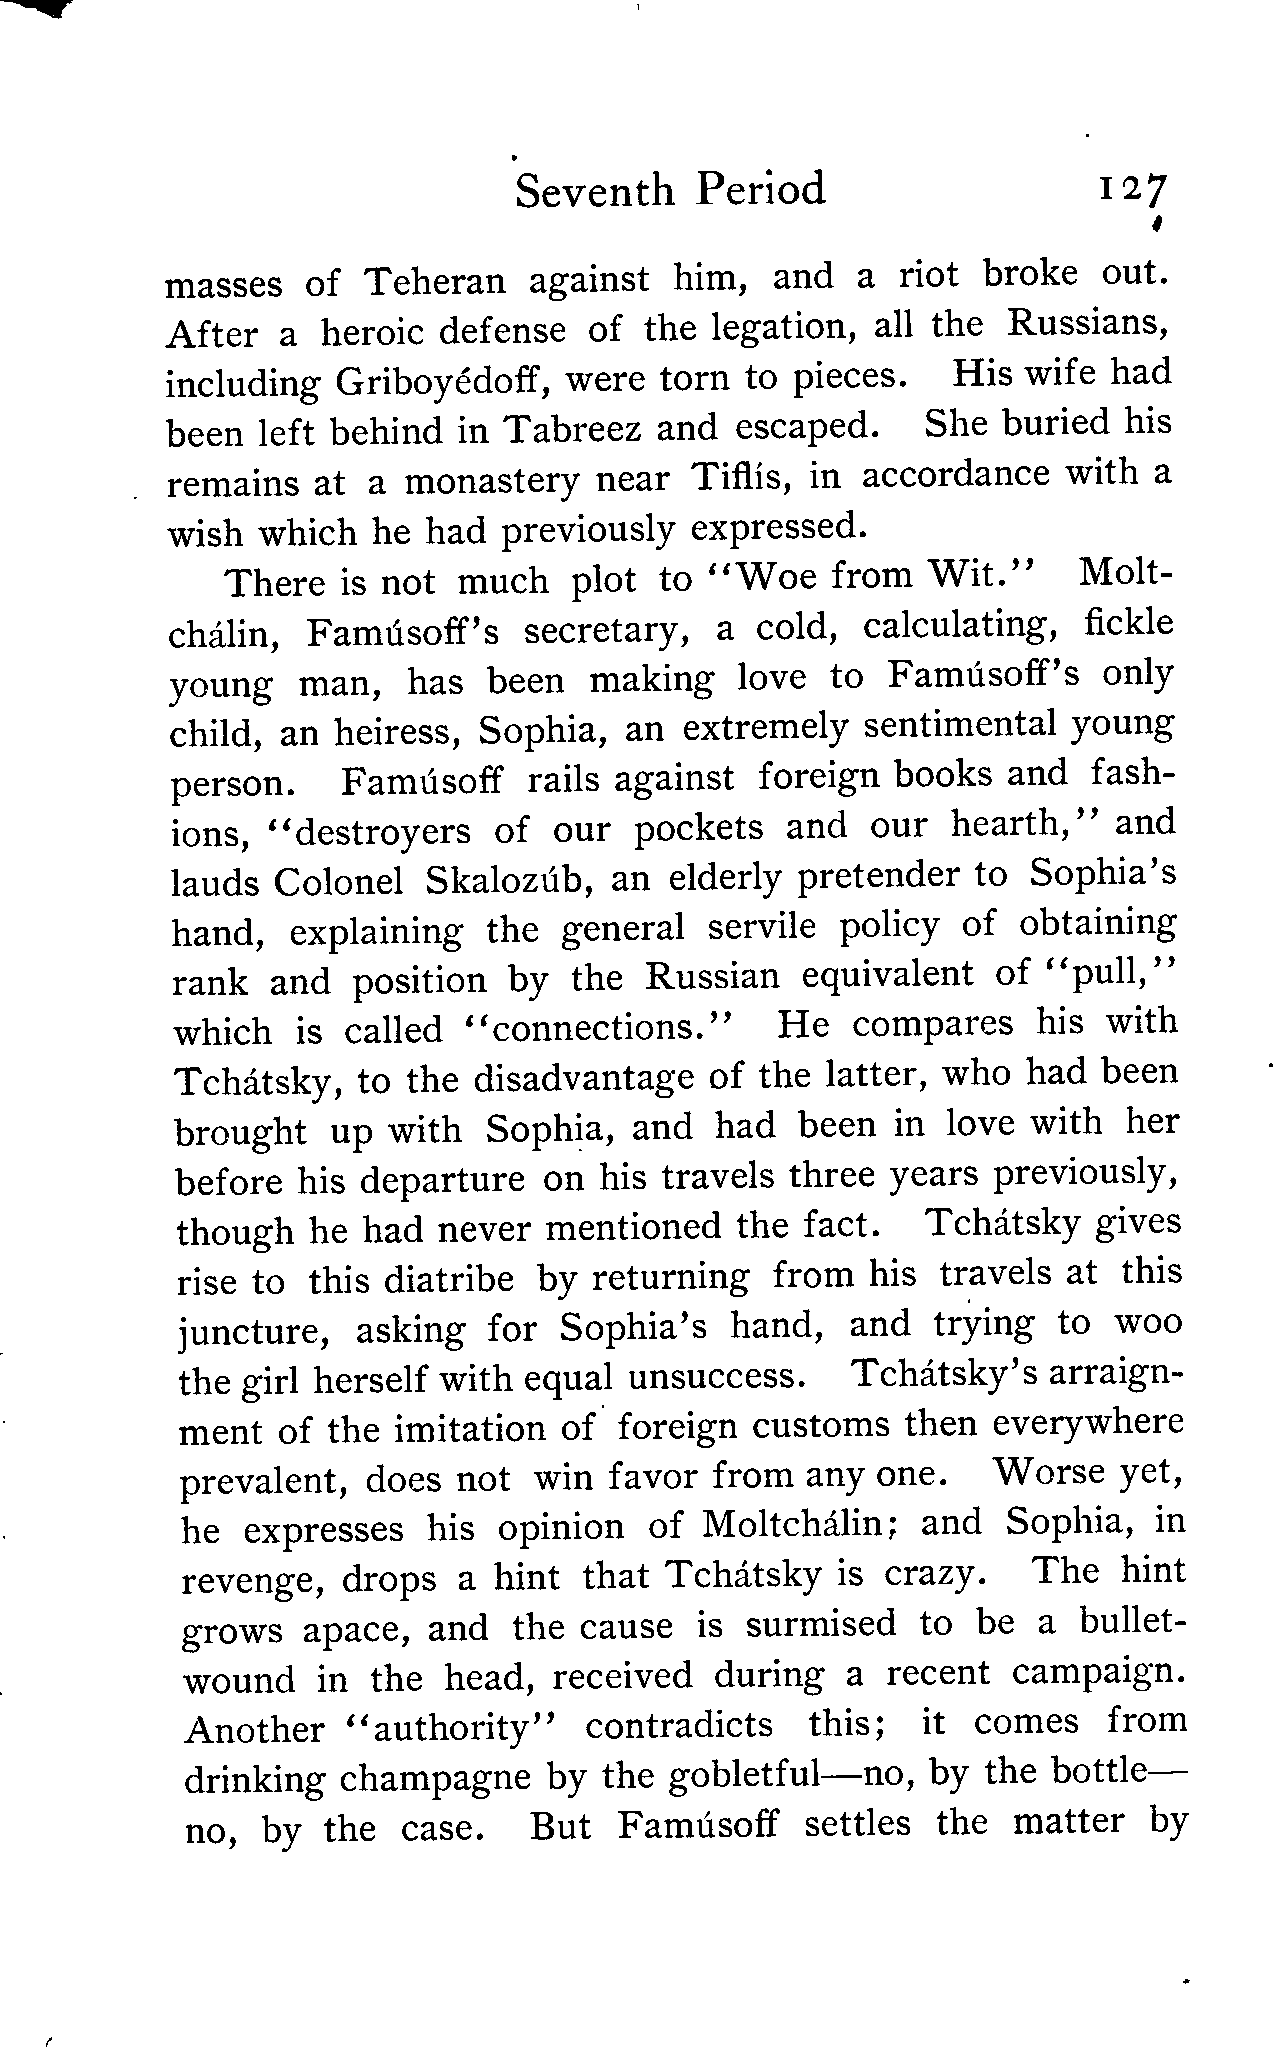 Seventh Period 127
masses of Teheran against him, and a riot broke out.
After a heroic defense of the legation, all the Russians,
including Griboyédoff, were torn to pieces. His wife had
been left behind in Tabreez and escaped. She buried his
remains at a monastery near Tiflís, in accordance with a
wish which he had previously expressed.
There is not much plot to "Woe from Wit." Molt-
chálin, Famúsoff's secretary, a cold, calculating, fickle
young man, has been making love to Famúsoff's only
child, an heiress, Sophia, an extremely sentimental young
person. Famúsoff rails against foreign books and fash-
ions, "destroyers of our pockets and our hearth," and
lauds Colonel Skalozúb, an elderly pretender to Sophia's
hand, explaining the general servile policy of obtaining
rank and position by the Russian equivalent of "pull,"
which is called "connections." He compares his with
Tchátsky, to the disadvantage of the latter, who had been
brought up with Sophia, and had been in love with her
before his departure on his travels three years previously,
though he had never mentioned the fact. Tchátsky gives
rise to this diatribe by returning from his travels at this
juncture, asking for Sophia's hand, and trying to woo
the girl herself with equal unsuccess. Tchátsky's arraign-
ment of the imitation of foreign customs then everywhere
prevalent, does not win favor from any one. Worse yet,
he expresses his opinion of Moltchálin; and Sophia, in
revenge, drops a hint that Tchátsky is crazy. The hint
grows apace, and the cause is surmised to be a bullet-
wound in the head, received during a recent campaign.
Another "authority" contradicts this; it comes from
drinking champagne by the gobletful—no, by the bottle—
no, by the case. But Famúsoff settles the matter by